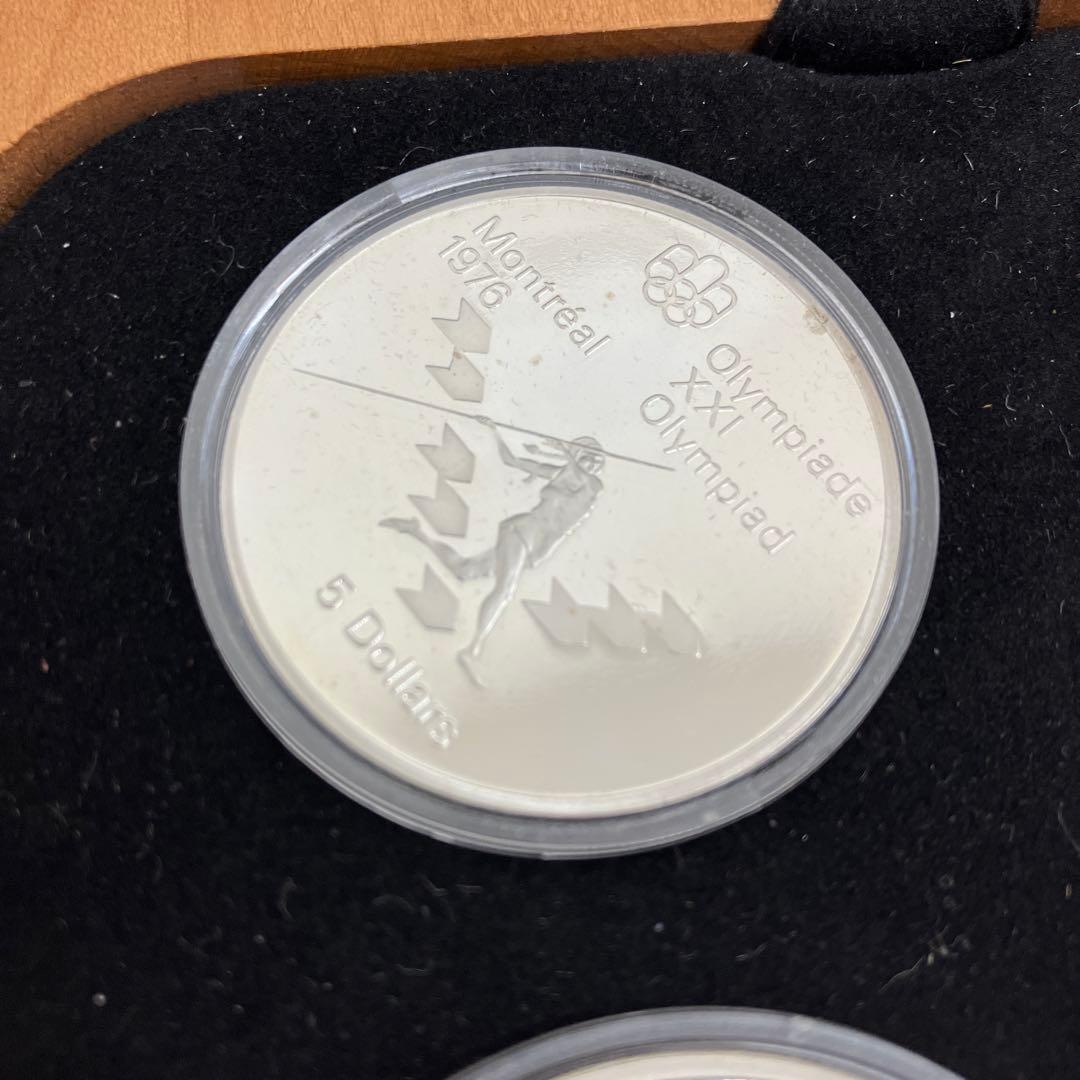 Montréal
1976
Olympiade
XXI
Olympiad
5 Dollars